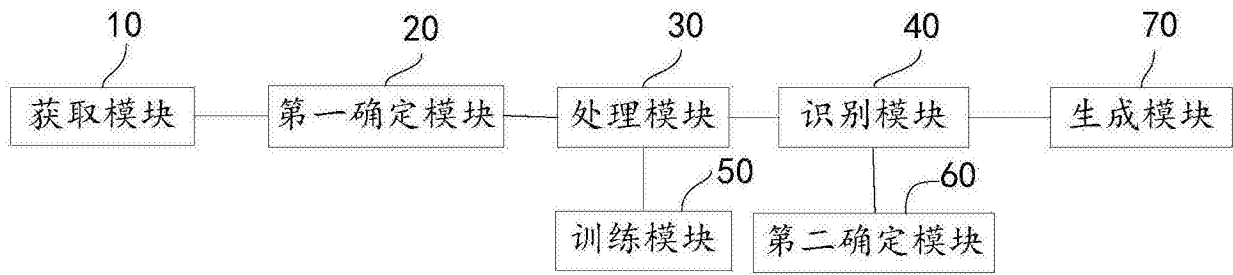 10 20 30 40 70
获取模块 第一确定模块 处理模块 识别模块 生成模块
50 60
训练模块 第二确定模块